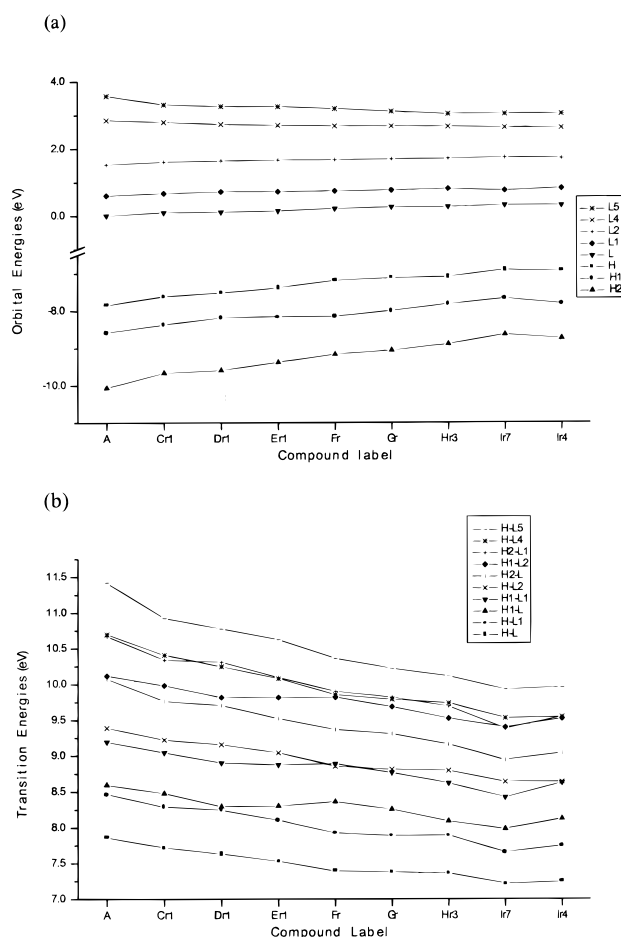 (a)
4.0
2.0
0.0
-8.0
-10.0
Orbital Energies (eV)
L5
L4
L2
L1
L
H
H1
H2
A Cr1 Dr1 Er1 Fr Gr Hr3 Ir7 Ir4
Compound label
(b)
H-L5
H-L4
H2-L1
H1-L2
H2-L
H-L2
H1-L1
H1-L
H-L1
H-L
11.5
11.0
10.5
10.0
9.5
9.0
8.5
8.0
7.5
7.0
Transition Energies (eV)
A Cr1 Dr1 Er1 Fr Gr Hr3 Ir7 Ir4
Compound Label